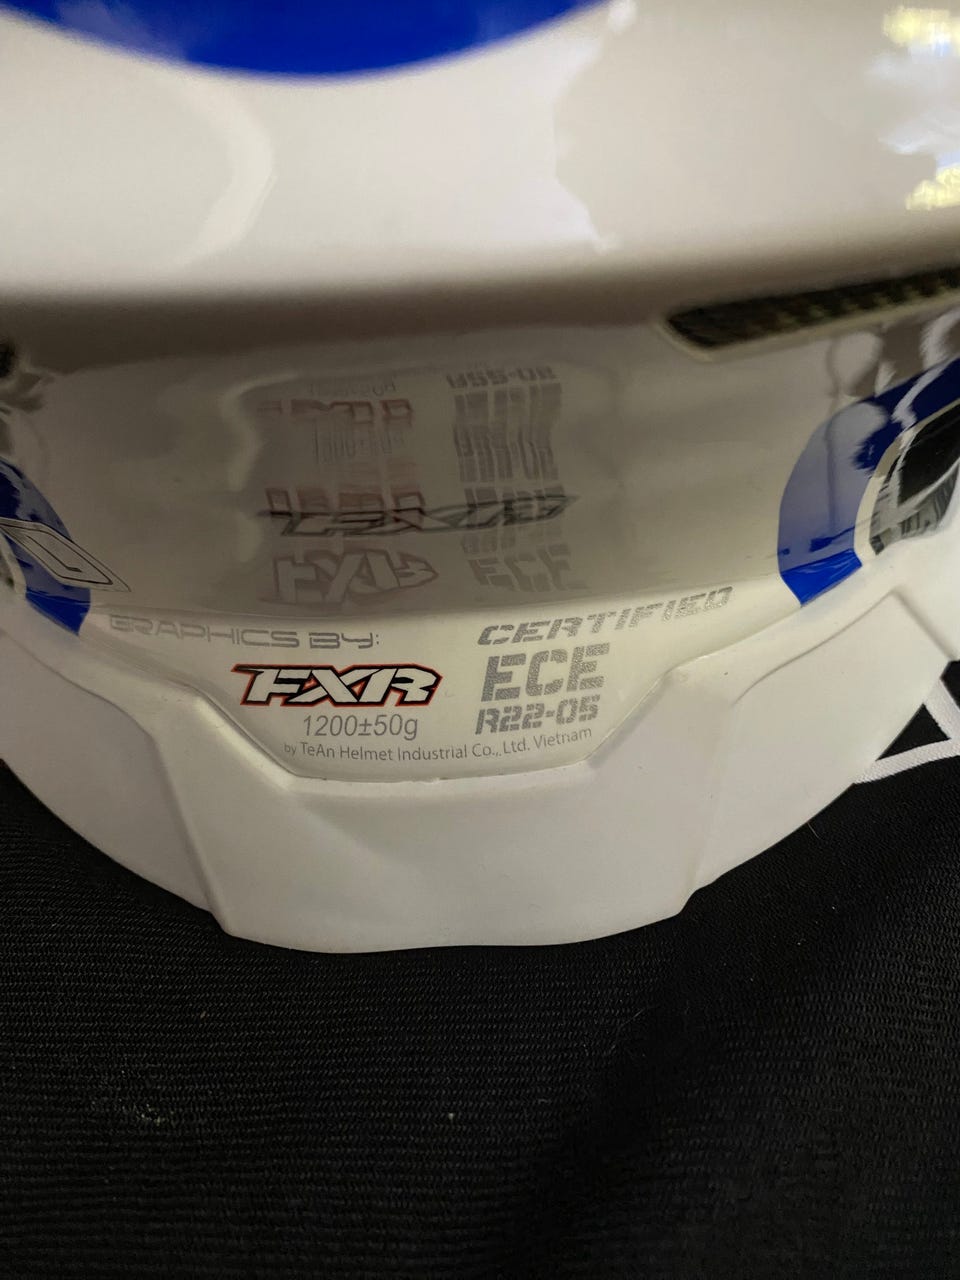 GRAPHICS BY:
FXR
1200±50g
CERTIFIED
ECE
R22-05
by TeAn Helmet Industrial Co.,.Ltd. Vietnam